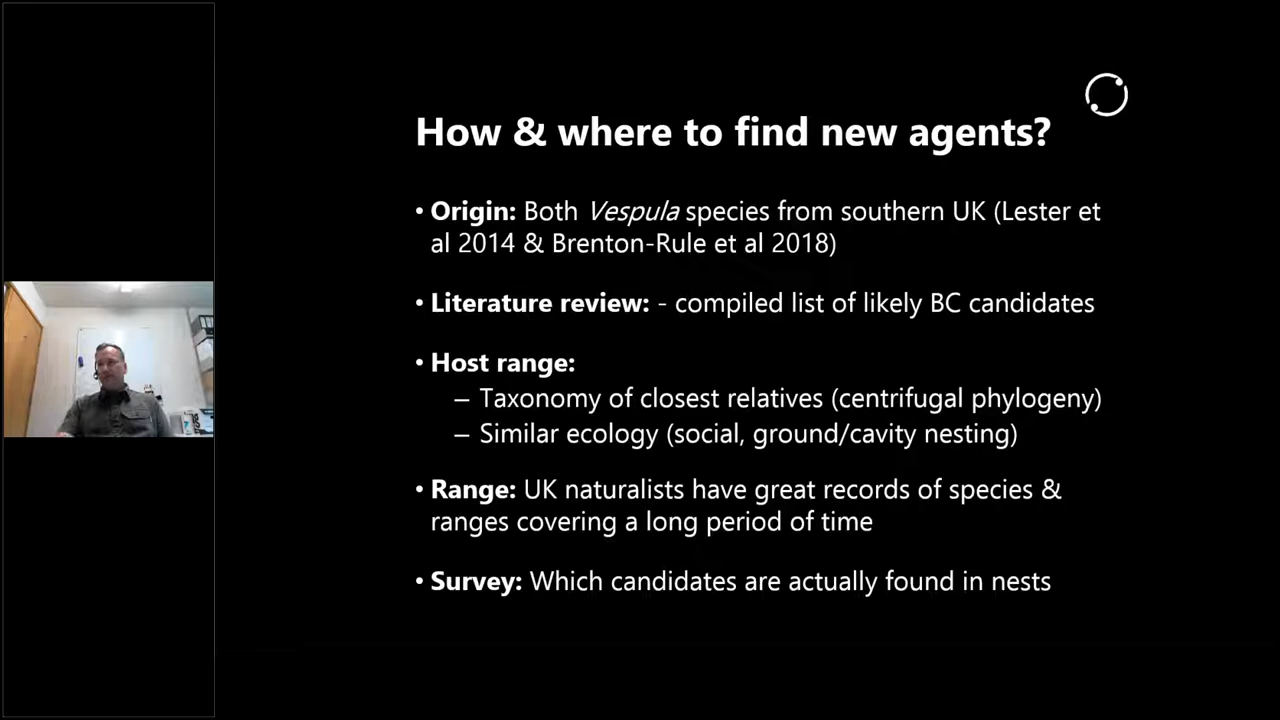 How & where to find new agents?
• Origin: Both Vespula species from southern UK (Lester et
al 2014 & Brenton-Rule et al 2018)
• Literature review: - compiled list of likely BC candidates
• Host range:
– Taxonomy of closest relatives (centrifugal phylogeny)
– Similar ecology (social, ground/cavity nesting)
• Range: UK naturalists have great records of species &
ranges covering a long period of time
• Survey: Which candidates are actually found in nests